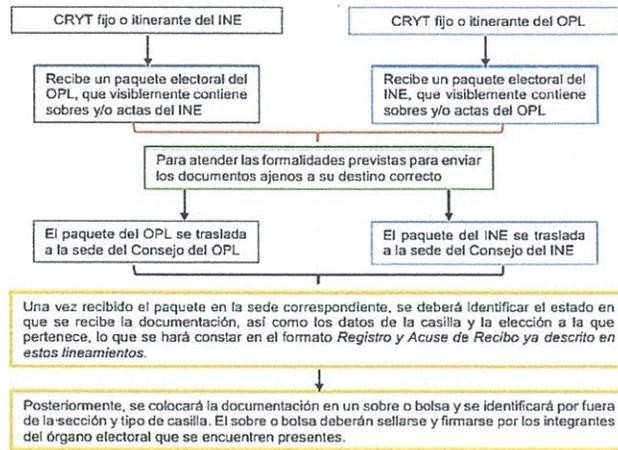 CRYT fijo o itinerante del INE
CRYT fijo o itinerante del OPL
Recibe un paquete electoral del
OPL, que visiblemente contiene
sobres y/o actas del INE
Recibe un paquete electoral del
INE, que visiblemente contiene
sobres y/o actas del OPL
Para atender las formalidades previstas para enviar
los documentos ajenos a su destino correcto
El paquete del OPL se traslada
a la sede del Consejo del OPL
El paquete del INE se traslada
a la sede del Consejo del INE
Una vez recibido el paquete en la sede correspondiente, se deberá identificar el estado en
que se recibe la documentación, así como los datos de la casilla y la elección a la que
pertenece, lo que se hará constar en el formato Registro y Acuse de Recibo ya descrito en
estos lineamientos.
Posteriormente, se colocará la documentación en un sobre o bolsa y se identificará por fuera
de la sección y tipo de casilla. El sobre o bolsa deberán sellarse y firmarse por los integrantes
del órgano electoral que se encuentren presentes.